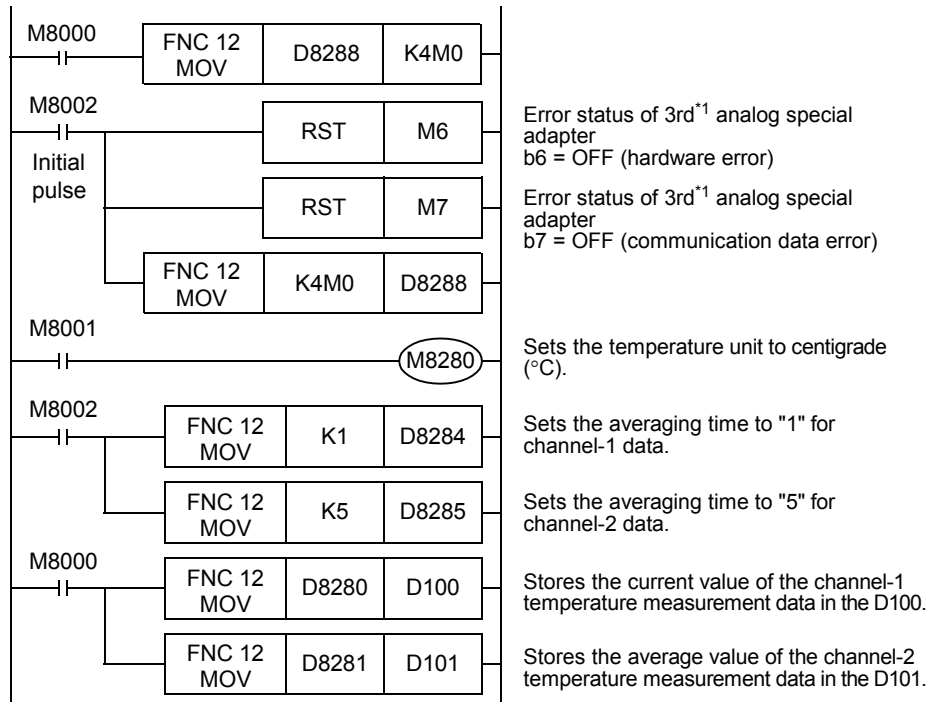 M8000
FNC 12
MOV
D8288
K4M0
M8002
Initial
pulse
RST
M6
Error status of 3rd*1 analog special
adapter
b6 = OFF (hardware error)
RST
M7
Error status of 3rd*1 analog special
adapter
b7 = OFF (communication data error)
FNC 12
MOV
K4M0
D8288
M8001
M8280
Sets the temperature unit to centigrade
(°C).
M8002
FNC 12
MOV
K1
D8284
Sets the averaging time to "1" for
channel-1 data.
FNC 12
MOV
K5
D8285
Sets the averaging time to "5" for
channel-2 data.
M8000
FNC 12
MOV
D8280
D100
Stores the current value of the channel-1
temperature measurement data in the D100.
FNC 12
MOV
D8281
D101
Stores the average value of the channel-2
temperature measurement data in the D101.